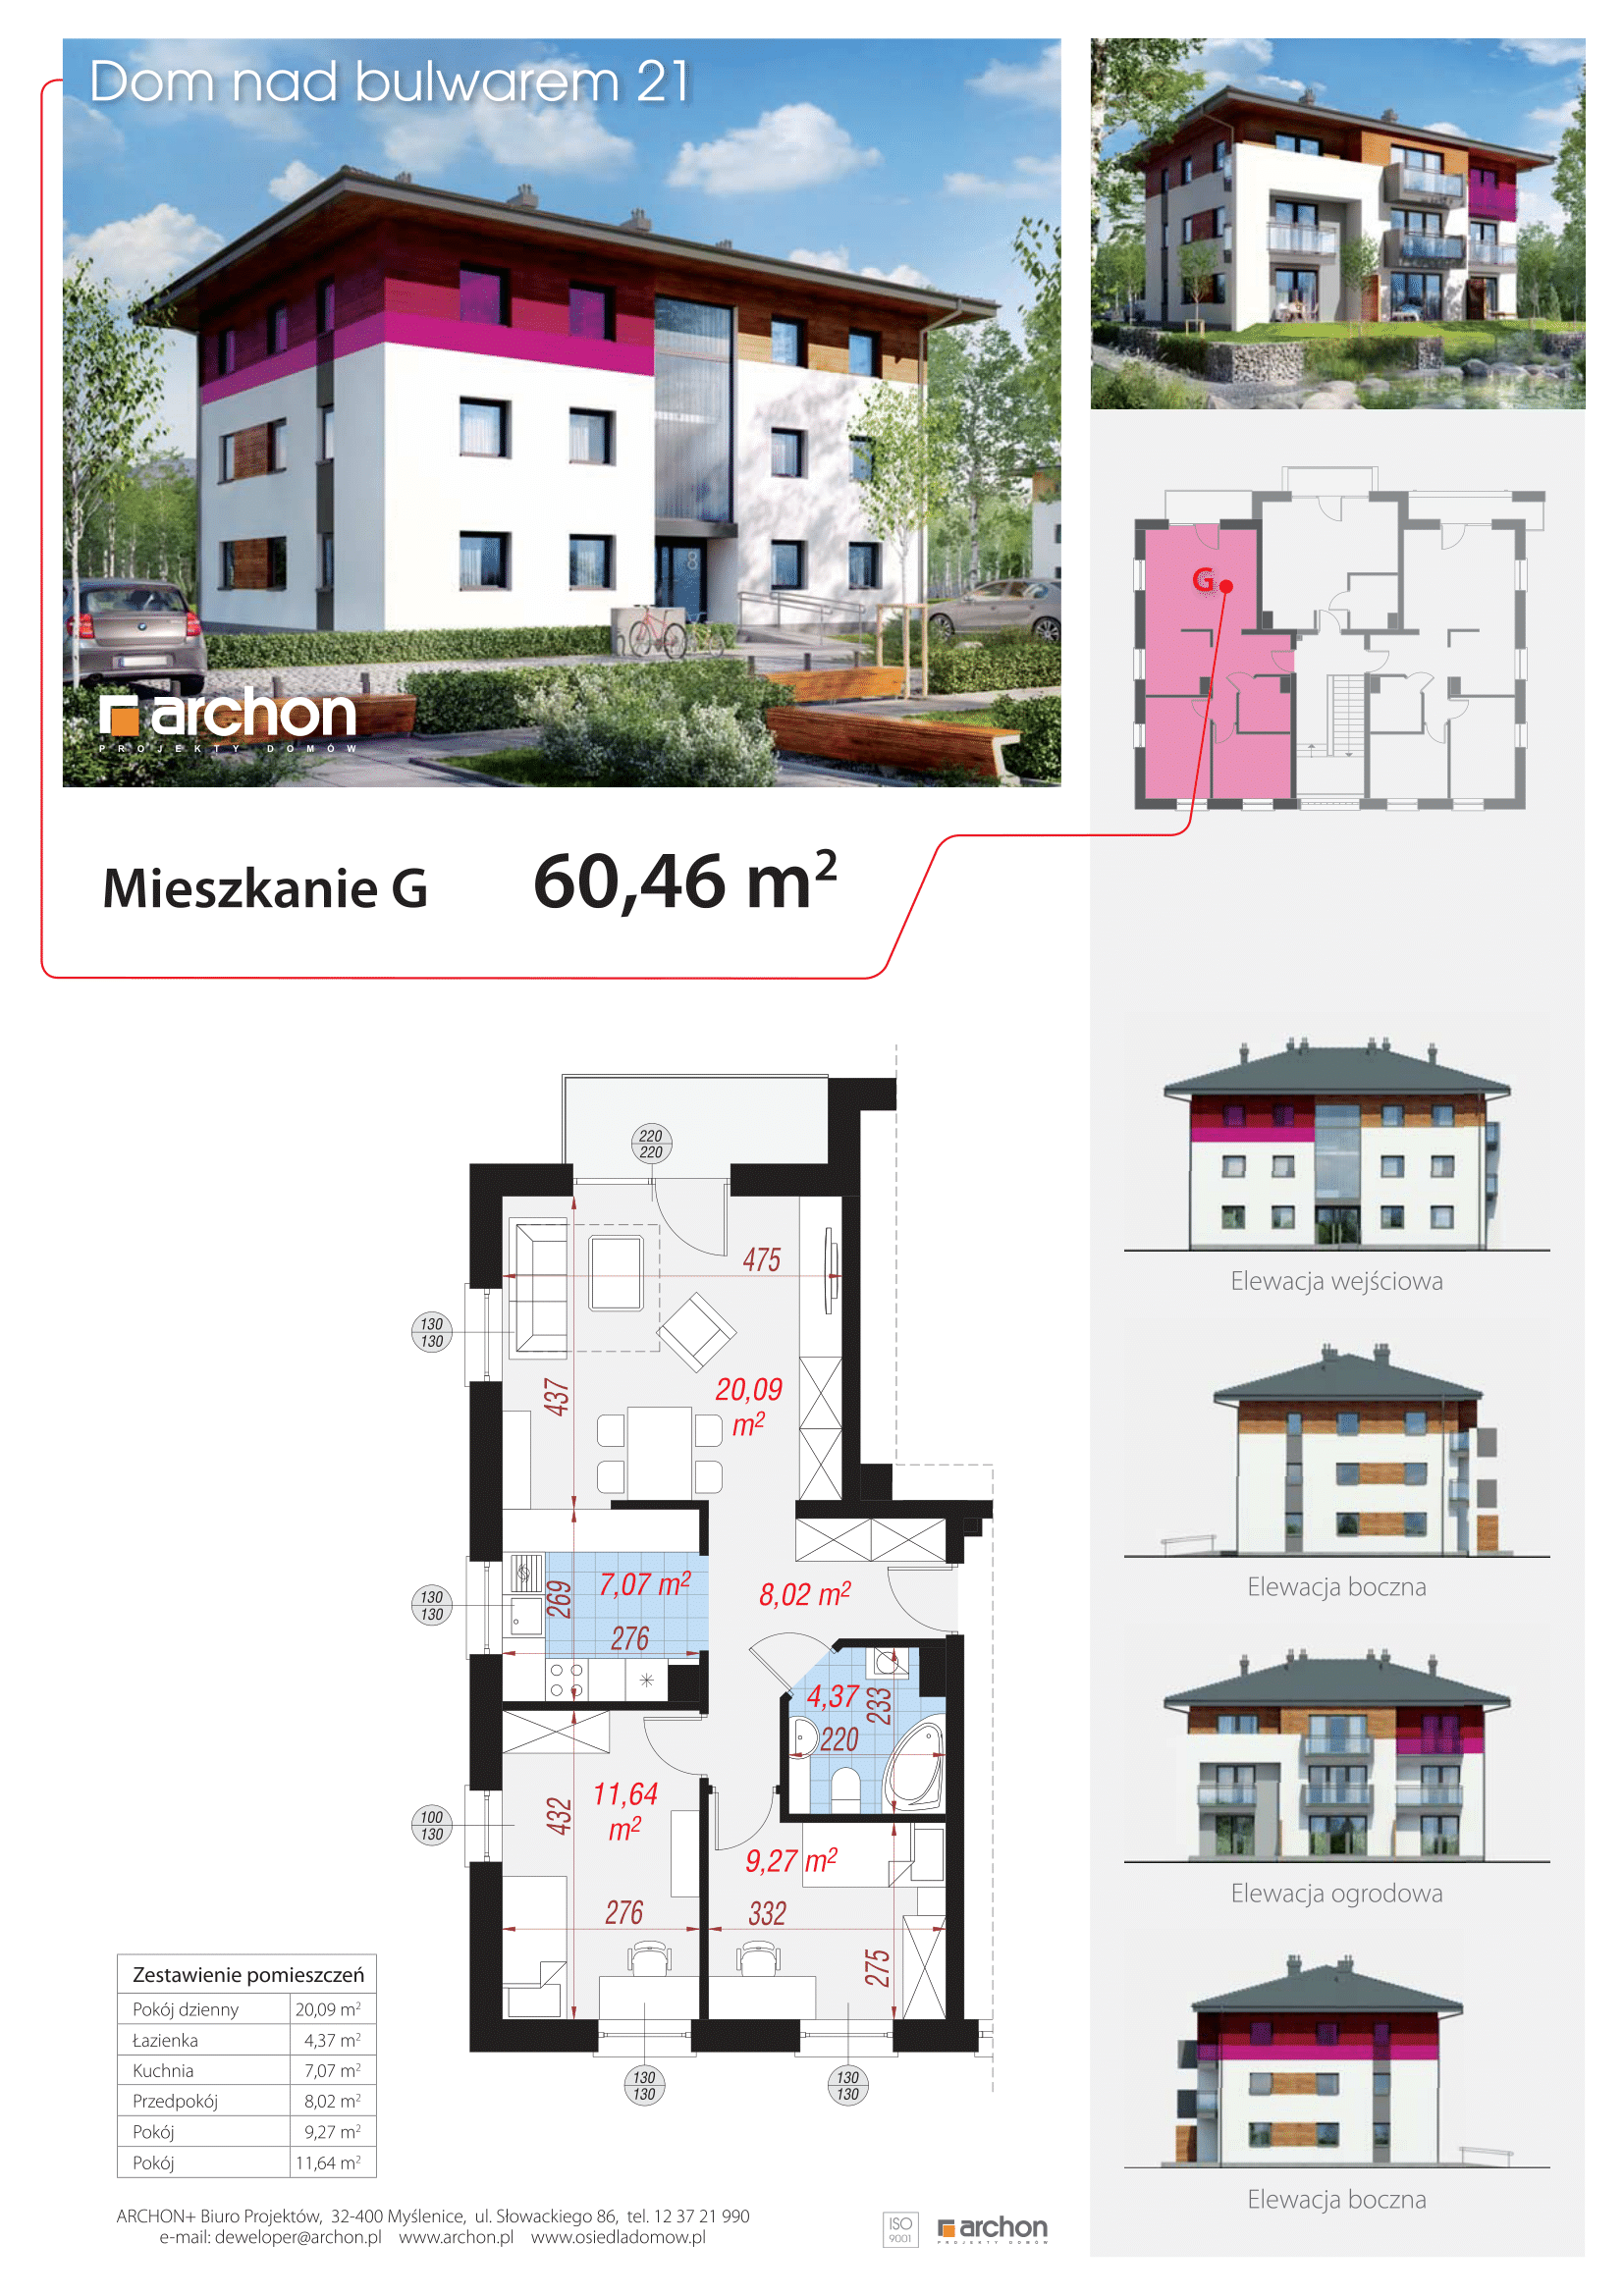 Dom nad bulwarem 21
8
archon
PROJEKTY DOMÓW
G
Mieszkanie G 60,46 m²
220
220
475
130
130
20,09
m²
437
130
130
269
7,07 m²
276
8,02 m²
4,37
233
220
11,64
m²
432
100
130
9,27 m²
276
332
275
130
130
130
130
Elewacja wejściowa
Elewacja boczna
Elewacja ogrodowa
Elewacja boczna
Zestawienie pomieszczeń
Pokój dzienny 20,09 m²
Łazienka 4,37 m²
Kuchnia 7,07 m²
Przedpokój 8,02 m²
Pokój 9,27 m²
Pokój 11,64 m²
ARCHON+ Biuro Projektów, 32-400 Myślenice, ul. Słowackiego 86, tel. 12 37 21 990
e-mail: deweloper@archon.pl www.archon.pl www.osiedladomow.pl
ISO
9001
archon
PROJEKTY DOMÓW